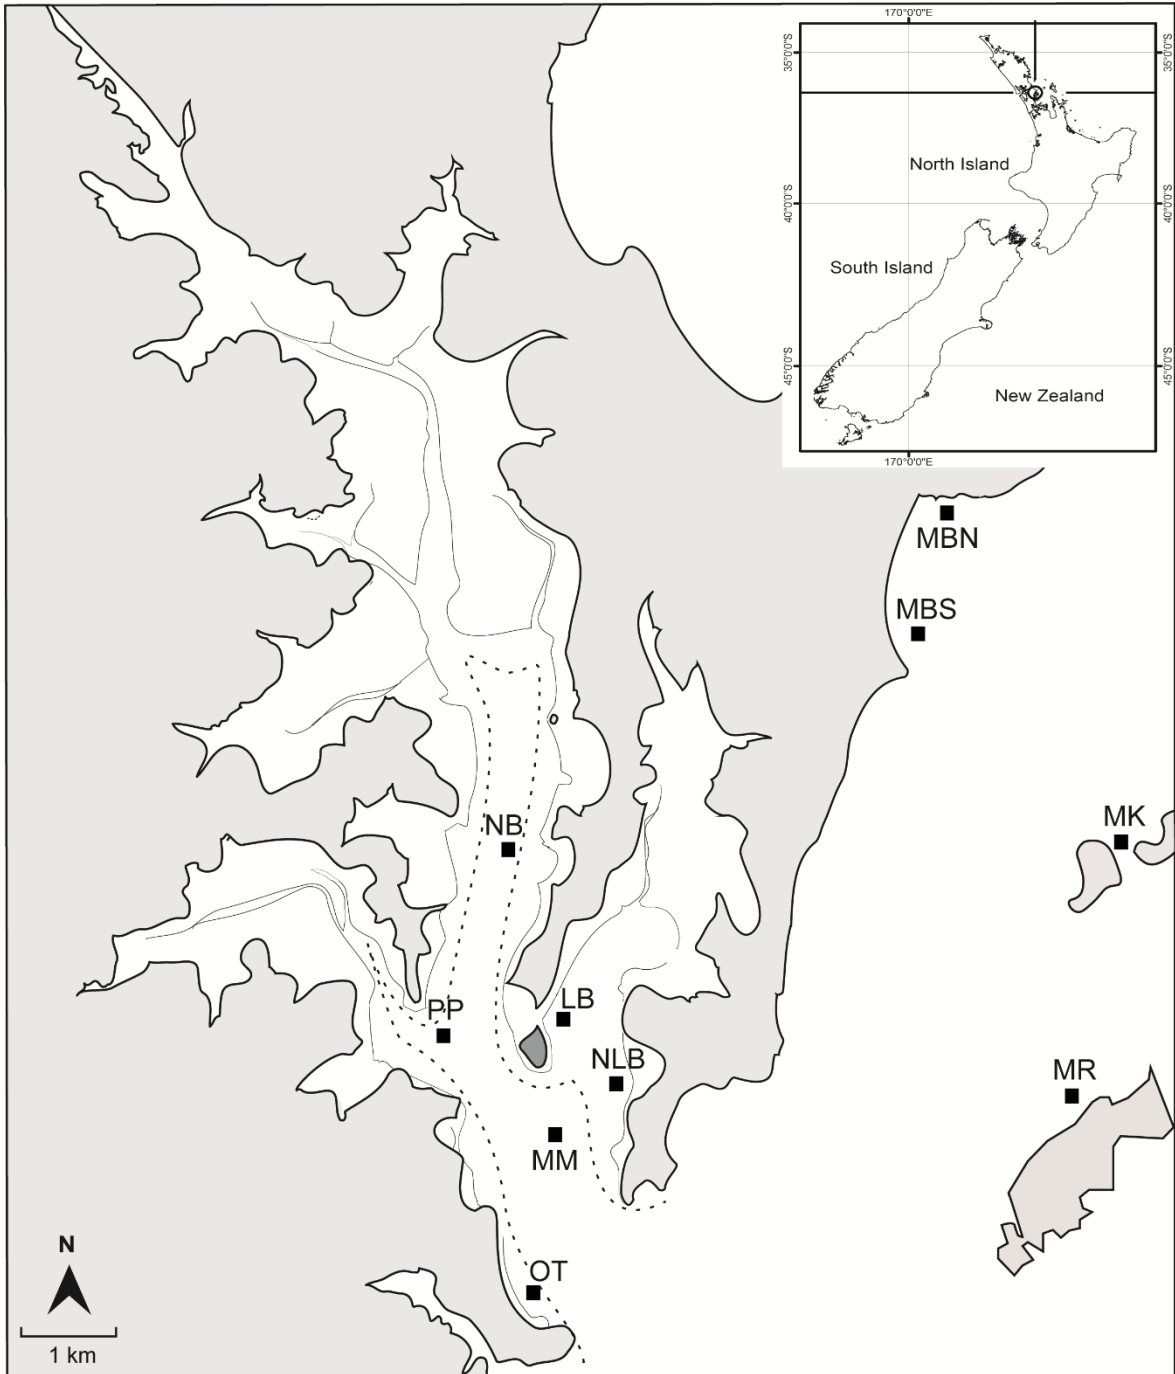 170°0'0"E
35°0'0"S
35°0'0"S
North Island
40°0'0"S
40°0'0"S
South Island
45°0'0"S
45°0'0"S
New Zealand
170°0'0"E
MBN
MBS
MK
NB
LB
PP
NLB
MR
MM
N
OT
1 km